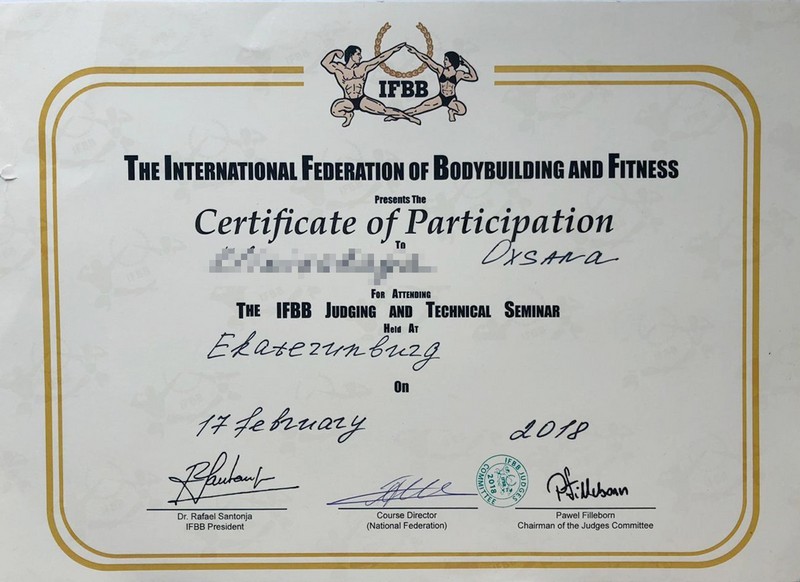 IFBB
THE INTERNATIONAL FEDERATION OF BODYBUILDING AND FITNESS
Presents The
Certificate of Participation
To
Oxsana
For Attending
THE IFBB JUDGING AND TECHNICAL SEMINAR
Held At
Ekaterinburg
On
17 february 2018
IFBB JUDGES COMMITTEE 2018
Dr. Rafael Santonja
IFBB President
Course Director
(National Federation)
Pawel Filleborn
Chairman of the Judges Committee